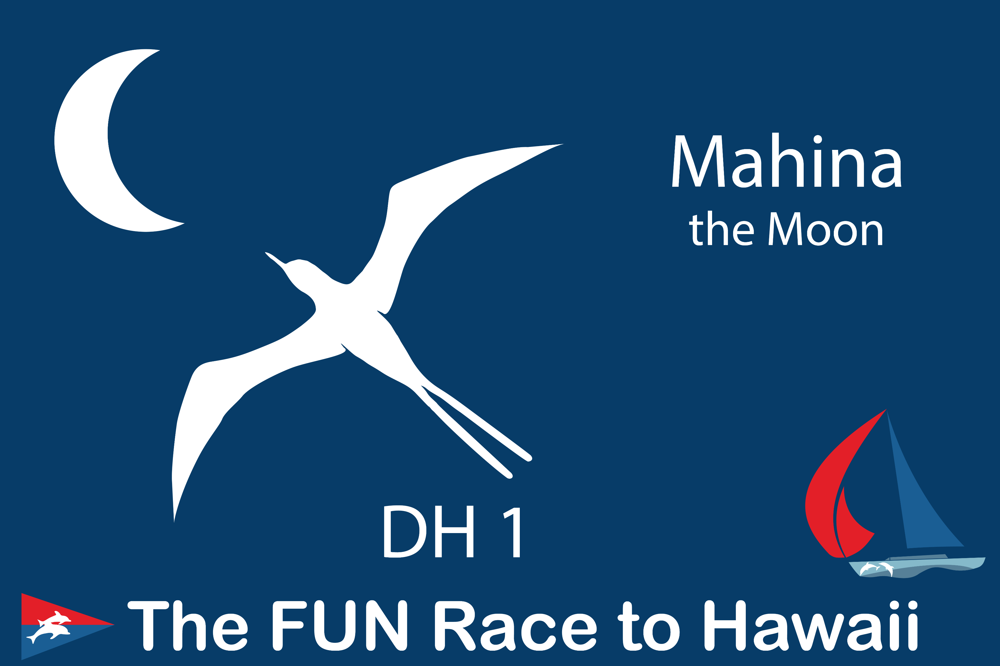 Mahina
the Moon
DH 1
The FUN Race to Hawaii